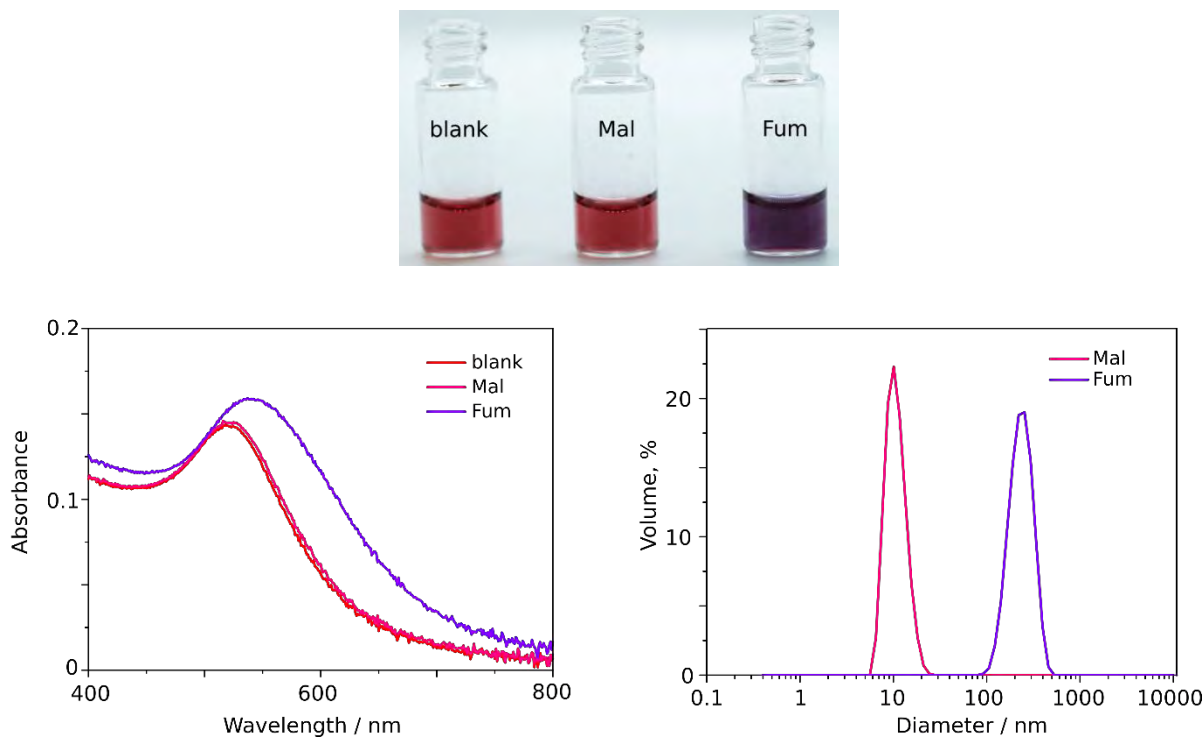 blank Mal Fum
0.2
0.1
0
Absorbance
blank
Mal
Fum
400 600 800
Wavelength / nm
20
10
0
Volume, %
Mal
Fum
0.1 1 10 100 1000 10000
Diameter / nm